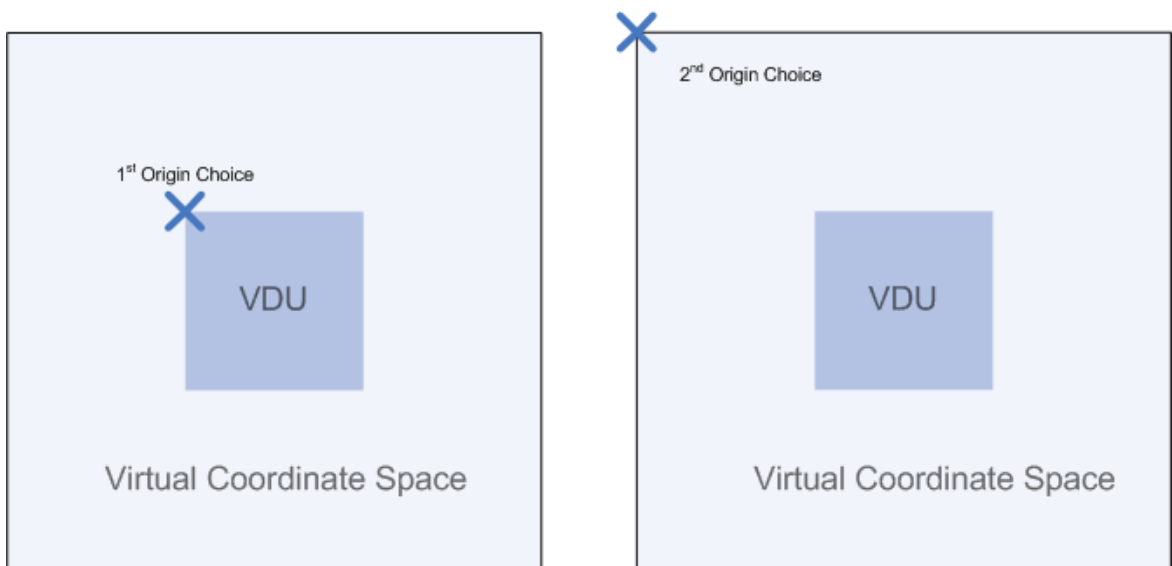 1st Origin Choice
VDU
Virtual Coordinate Space
2nd Origin Choice
VDU
Virtual Coordinate Space